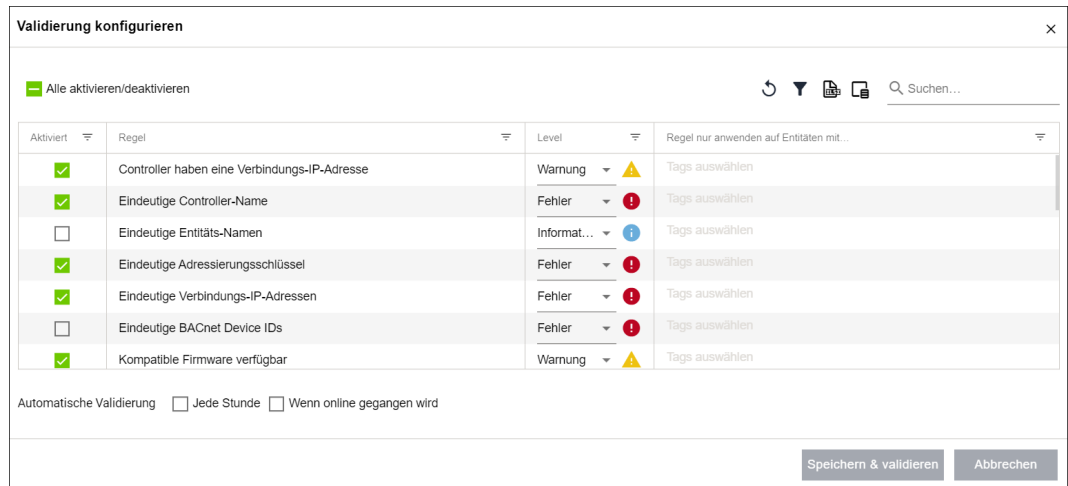 Validierung konfigurieren
Alle aktivieren/deaktivieren
XLSX
Suchen...
Aktiviert Regel Level Regel nur anwenden auf Entitäten mit...
Controller haben eine Verbindungs-IP-Adresse Warnung Tags auswählen
Eindeutige Controller-Name Fehler Tags auswählen
Eindeutige Entitäts-Namen Informat... Tags auswählen
Eindeutige Adressierungsschlüssel Fehler Tags auswählen
Eindeutige Verbindungs-IP-Adressen Fehler Tags auswählen
Eindeutige BACnet Device IDs Fehler Tags auswählen
Kompatible Firmware verfügbar Warnung Tags auswählen
Automatische Validierung Jede Stunde Wenn online gegangen wird
Speichern & validieren Abbrechen